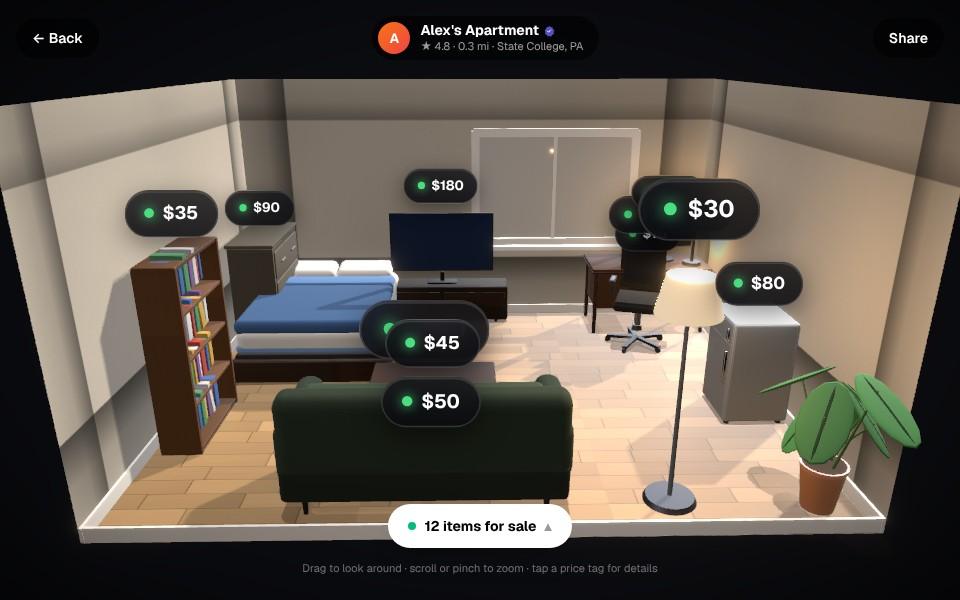 ← Back
A
Alex's Apartment
★ 4.8 · 0.3 mi · State College, PA
Share
$180
$35
$90
$30
$80
$45
$50
12 items for sale ▲
Drag to look around · scroll or pinch to zoom · tap a price tag for details